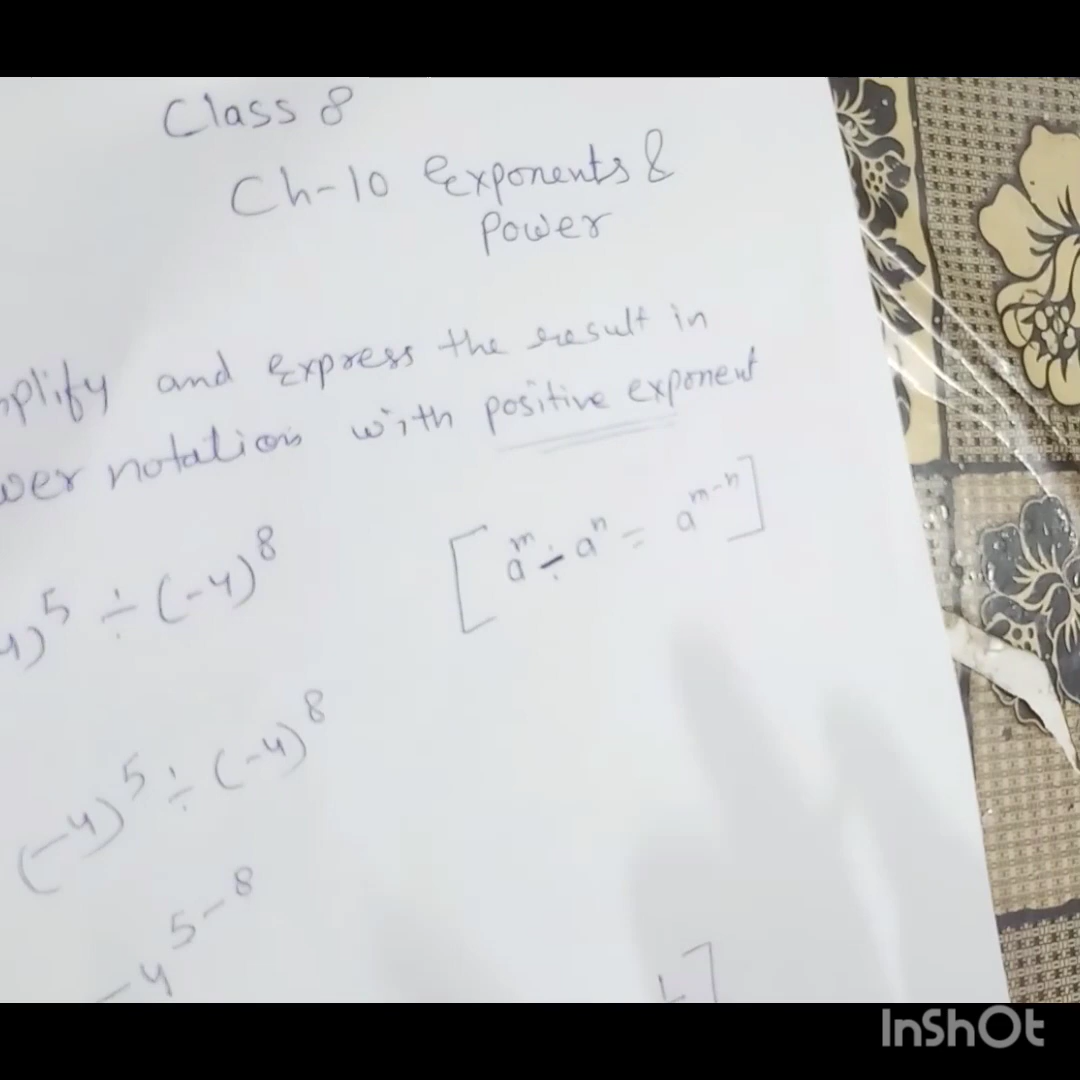 Class 8
Ch-10 Exponents &
Power
mplify and Express the result in
wer notation with positive exponent
4)⁵ ÷ (-4)⁸ [aᵐ ÷ aⁿ = aᵐ⁻ⁿ]
(-4)⁵ ÷ (-4)⁸
-4⁵⁻⁸
InShOt